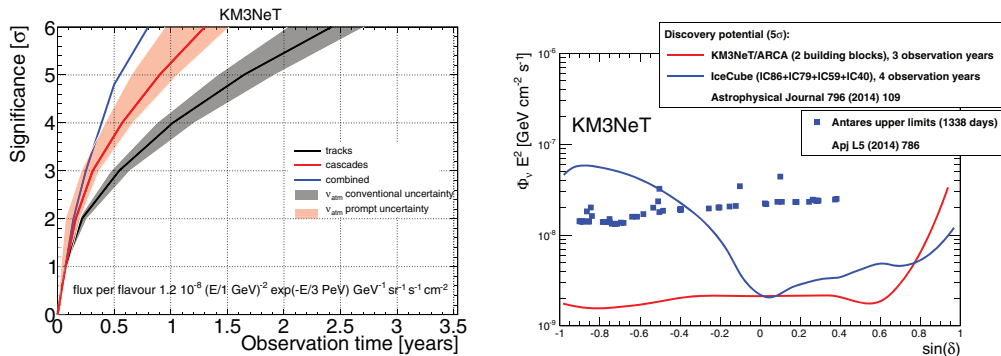 KM3NeT
Significance [σ]
6
5
4
3
2
1
0
tracks
cascades
combined
ν_atm conventional uncertainty
ν_atm prompt uncertainty
flux per flavour 1.2 10^-8 (E/1 GeV)^-2 exp(-E/3 PeV) GeV^-1 sr^-1 s^-1 cm^-2
0 0.5 1 1.5 2 2.5 3 3.5
Observation time [years]
Discovery potential (5σ):
KM3NeT/ARCA (2 building blocks), 3 observation years
IceCube (IC86+IC79+IC59+IC40), 4 observation years
Astrophysical Journal 796 (2014) 109
Antares upper limits (1338 days)
Apj L5 (2014) 786
KM3NeT
Φ_ν E^2 [GeV cm^-2 s^-1]
10^-6
10^-7
10^-8
10^-9
-1 -0.8 -0.6 -0.4 -0.2 0 0.2 0.4 0.6 0.8 1
sin(δ)